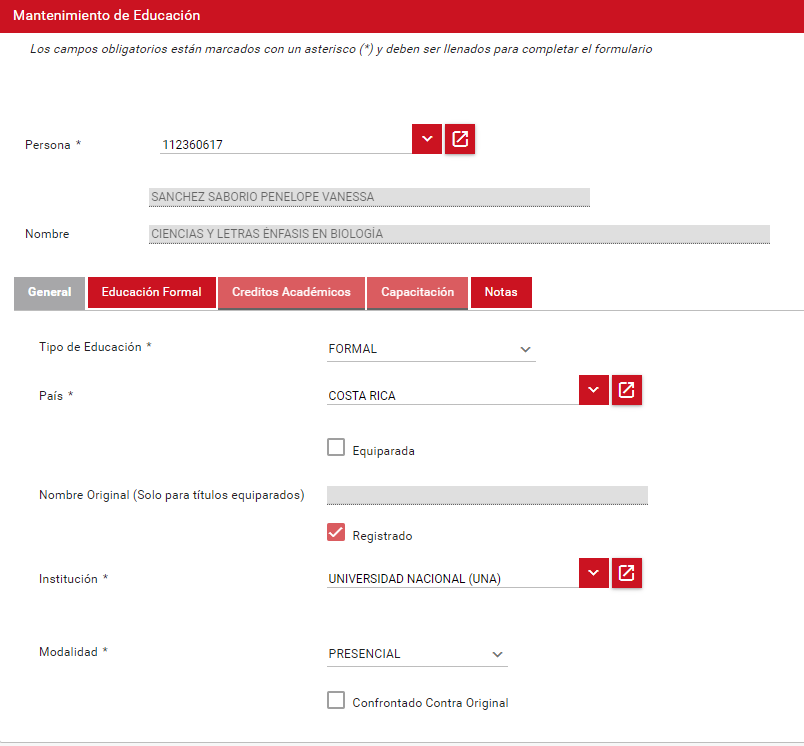 Mantenimiento de Educación
Los campos obligatorios están marcados con un asterisco (*) y deben ser llenados para completar el formulario
Persona * 112360617
SANCHEZ SABORIO PENELOPE VANESSA
Nombre CIENCIAS Y LETRAS ÉNFASIS EN BIOLOGÍA
General Educación Formal Creditos Académicos Capacitación Notas
Tipo de Educación * FORMAL
País * COSTA RICA
Equiparada
Nombre Original (Solo para títulos equiparados)
Registrado
Institución * UNIVERSIDAD NACIONAL (UNA)
Modalidad * PRESENCIAL
Confrontado Contra Original